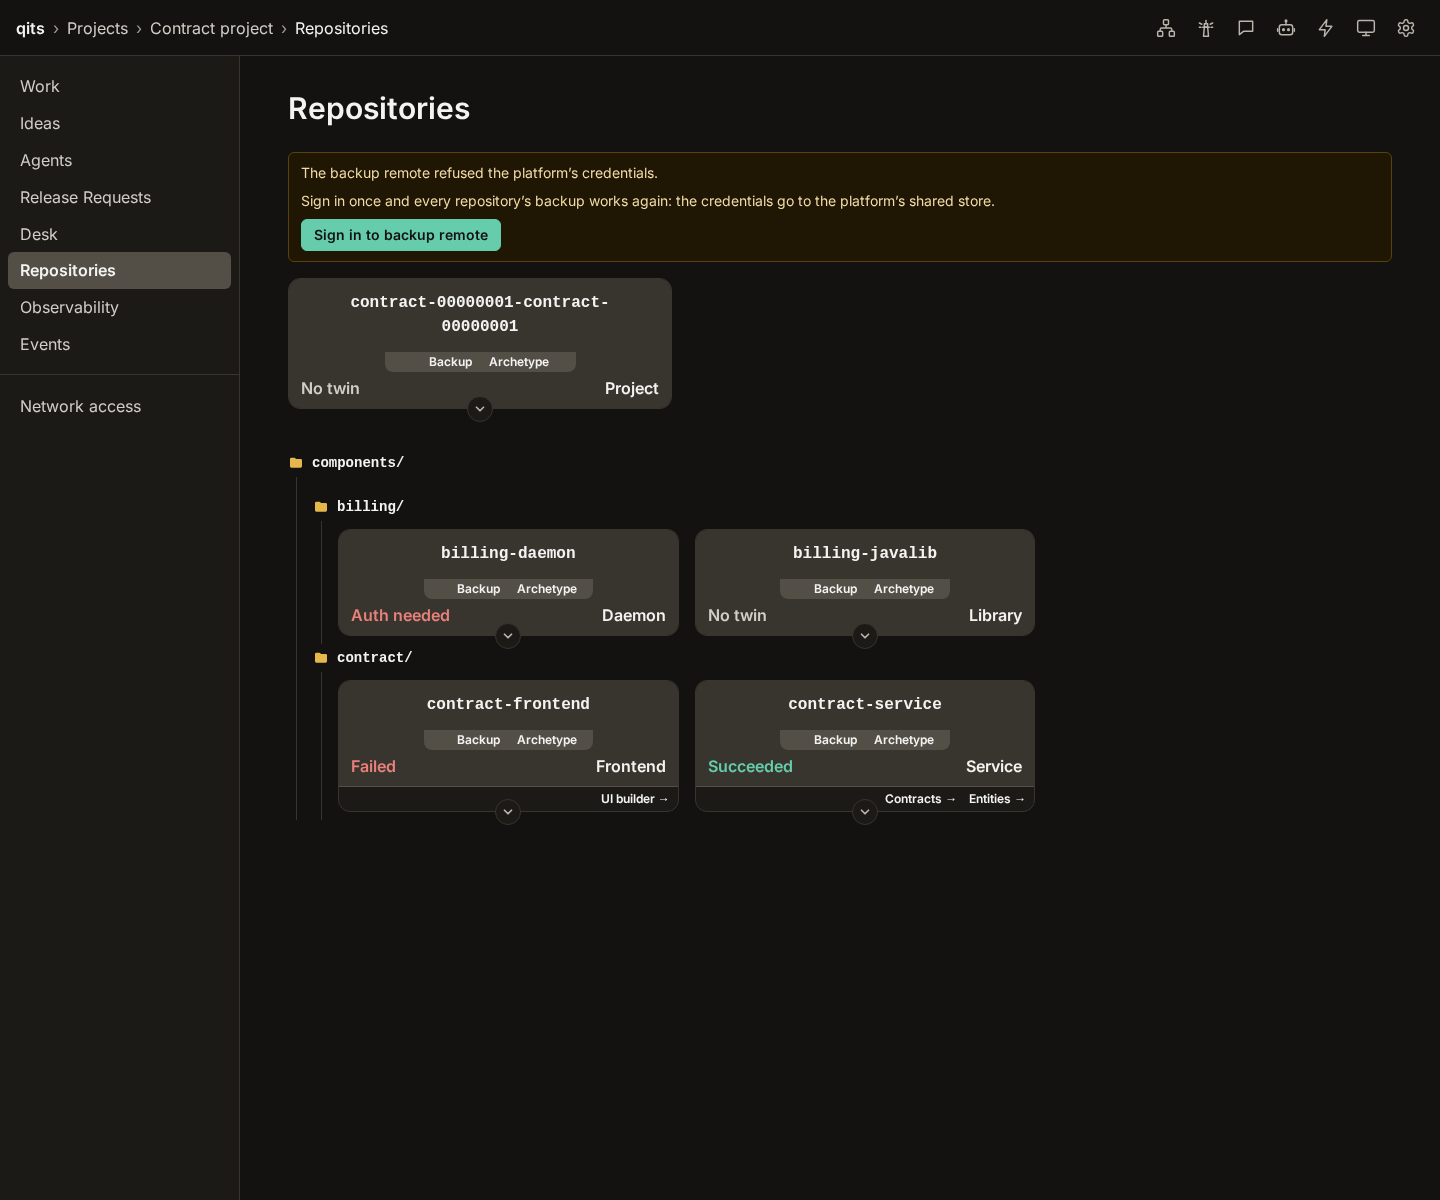 qits › Projects › Contract project › Repositories
Work
Ideas
Agents
Release Requests
Desk
Repositories
Observability
Events
Network access
Repositories
The backup remote refused the platform’s credentials.
Sign in once and every repository’s backup works again: the credentials go to the platform’s shared store.
Sign in to backup remote
contract-00000001-contract-
00000001
Backup Archetype
No twin Project
components/
billing/
billing-daemon
Backup Archetype
Auth needed Daemon
billing-javalib
Backup Archetype
No twin Library
contract/
contract-frontend
Backup Archetype
Failed Frontend
UI builder →
contract-service
Backup Archetype
Succeeded Service
Contracts → Entities →